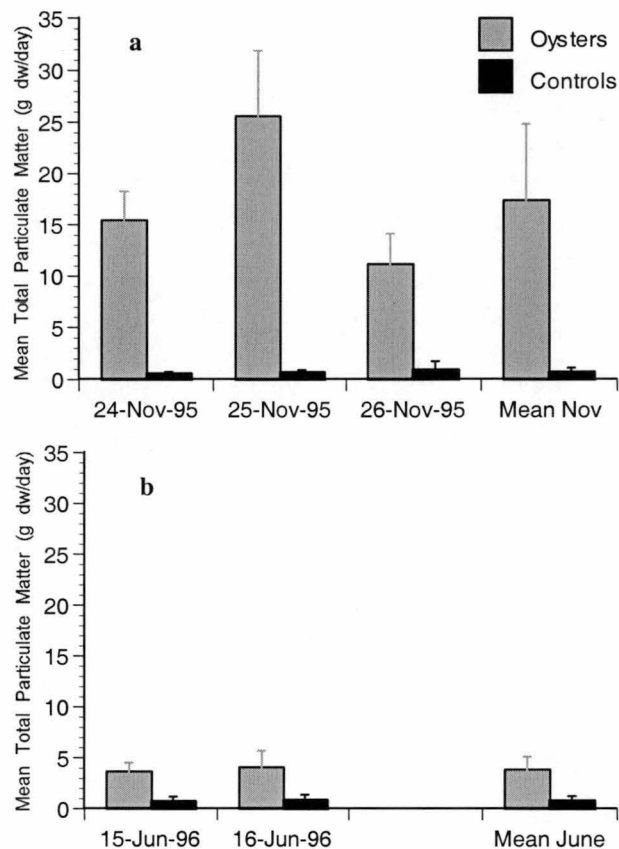 35
30
25
20
15
10
5
0
Mean Total Particulate Matter (g dw/day)
a
Oysters
Controls
24-Nov-95 25-Nov-95 26-Nov-95 Mean Nov
35
30
25
20
15
10
5
0
Mean Total Particulate Matter (g dw/day)
b
15-Jun-96 16-Jun-96 Mean June